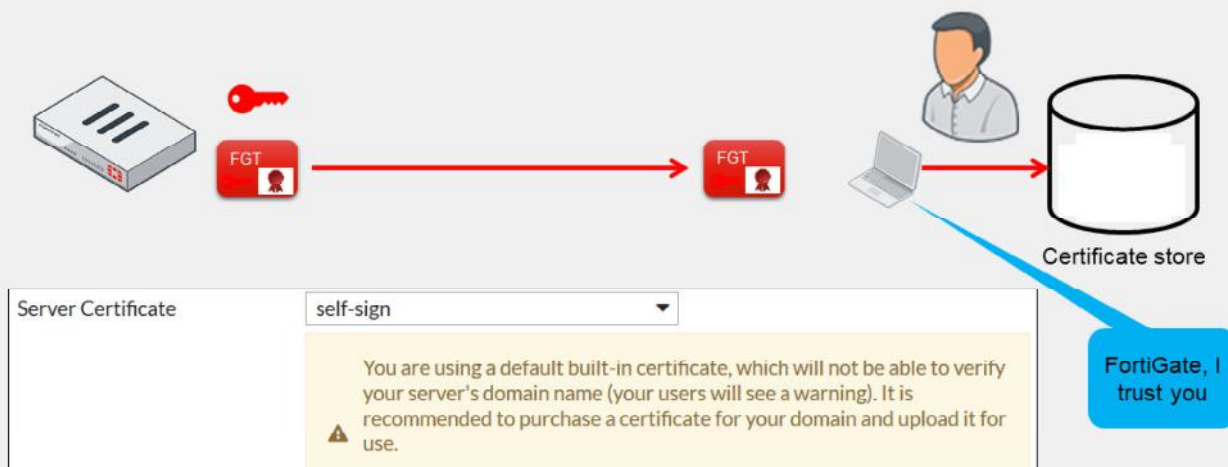 FGT
FGT
Certificate store
Server Certificate
self-sign
You are using a default built-in certificate, which will not be able to verify
your server's domain name (your users will see a warning). It is
recommended to purchase a certificate for your domain and upload it for
use.
FortiGate, I
trust you